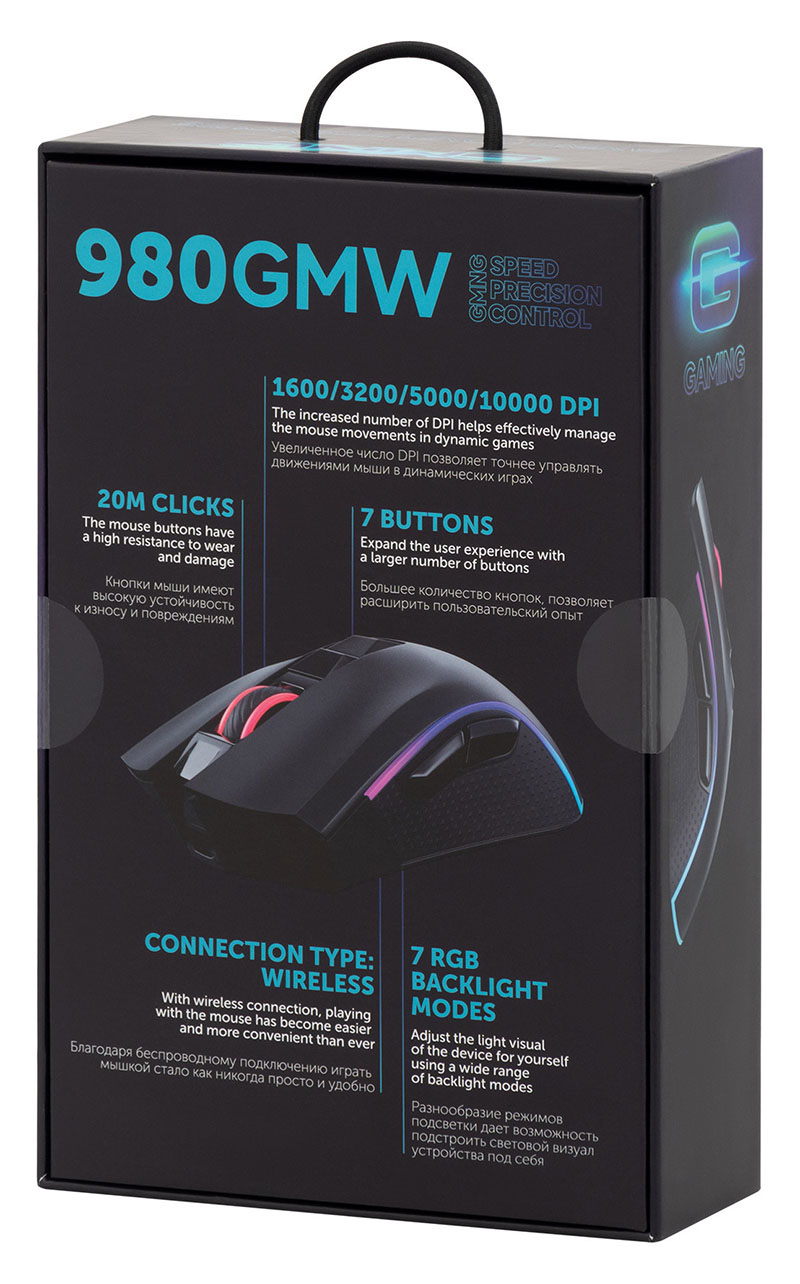 980GMW
GMNG
SPEED
PRECISION
CONTROL
1600/3200/5000/10000 DPI
The increased number of DPI helps effectively manage
the mouse movements in dynamic games
Увеличенное число DPI позволяет точнее управлять
движениями мыши в динамических играх
20M CLICKS
The mouse buttons have
a high resistance to wear
and damage
Кнопки мыши имеют
высокую устойчивость
к износу и повреждениям
7 BUTTONS
Expand the user experience with
a larger number of buttons
Большее количество кнопок, позволяет
расширить пользовательский опыт
CONNECTION TYPE:
WIRELESS
With wireless connection, playing
with the mouse has become easier
and more convenient than ever
Благодаря беспроводному подключению играть
мышкой стало как никогда просто и удобно
7 RGB
BACKLIGHT
MODES
Adjust the light visual
of the device for yourself
using a wide range
of backlight modes
Разнообразие режимов
подсветки дает возможность
подстроить световой визуал
устройства под себя
G
GAMING